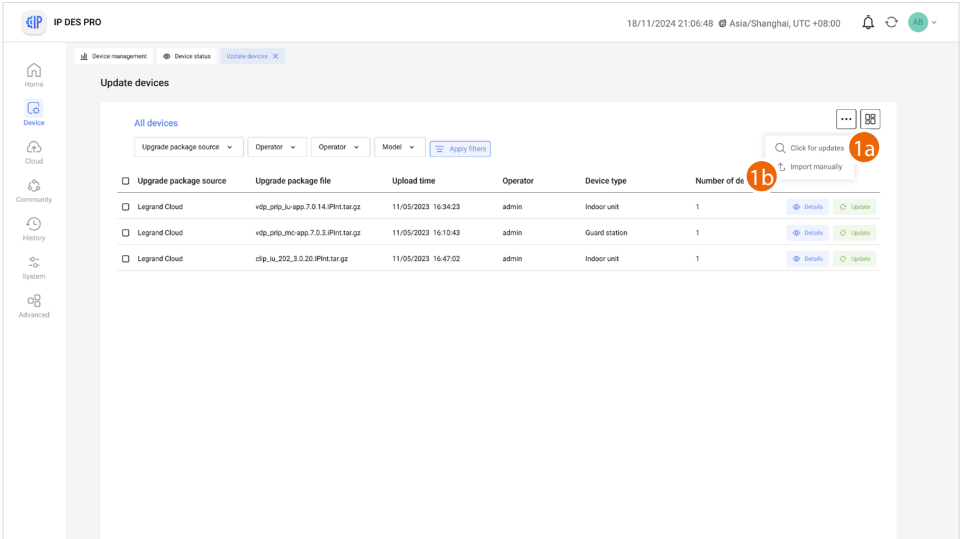 IP IP DES PRO 18/11/2024 21:06:48 Asia/Shanghai, UTC +08:00 AB
Device management Device status Update devices X
Home
Device
Cloud
Community
History
System
Advanced
Update devices
All devices
Upgrade package source Operator Operator Model Apply filters
Click for updates 1a
1b Import manually
Upgrade package source Upgrade package file Upload time Operator Device type Number of de
Legrand Cloud vdp_prip_iu-app.7.0.14.IPInt.tar.gz 11/05/2023 16:34:23 admin Indoor unit 1 Details Update
Legrand Cloud vdp_prip_mc-app.7.0.3.IPint.tar.gz 11/05/2023 16:10:43 admin Guard station 1 Details Update
Legrand Cloud clip_iu_202_3.0.20.IPInt.tar.gz 11/05/2023 16:47:02 admin Indoor unit 1 Details Update